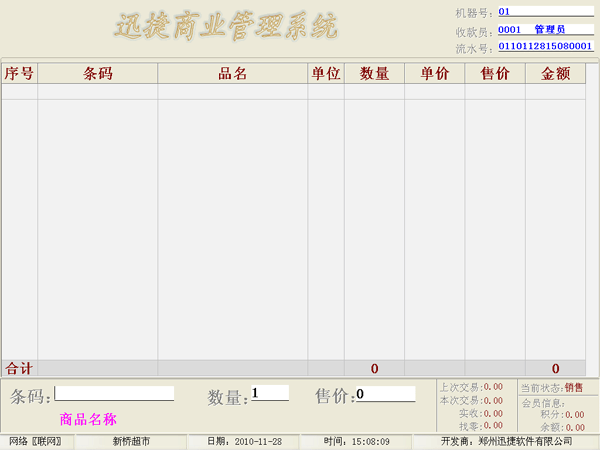 迅捷商业管理系统
机器号: 01
收款员: 0001 管理员
流水号: 0110112815080001
序号 条码 品名 单位 数量 单价 售价 金额
合计 0 0
条码: 数量: 1 售价: 0
商品名称
上次交易: 0.00
本次交易: 0.00
实收: 0.00
找零: 0.00
当前状态: 销售
会员信息:
积分: 0.00
余额: 0.00
网络〖联网〗 新桥超市 日期: 2010-11-28 时间: 15:08:09 开发商: 郑州迅捷软件有限公司